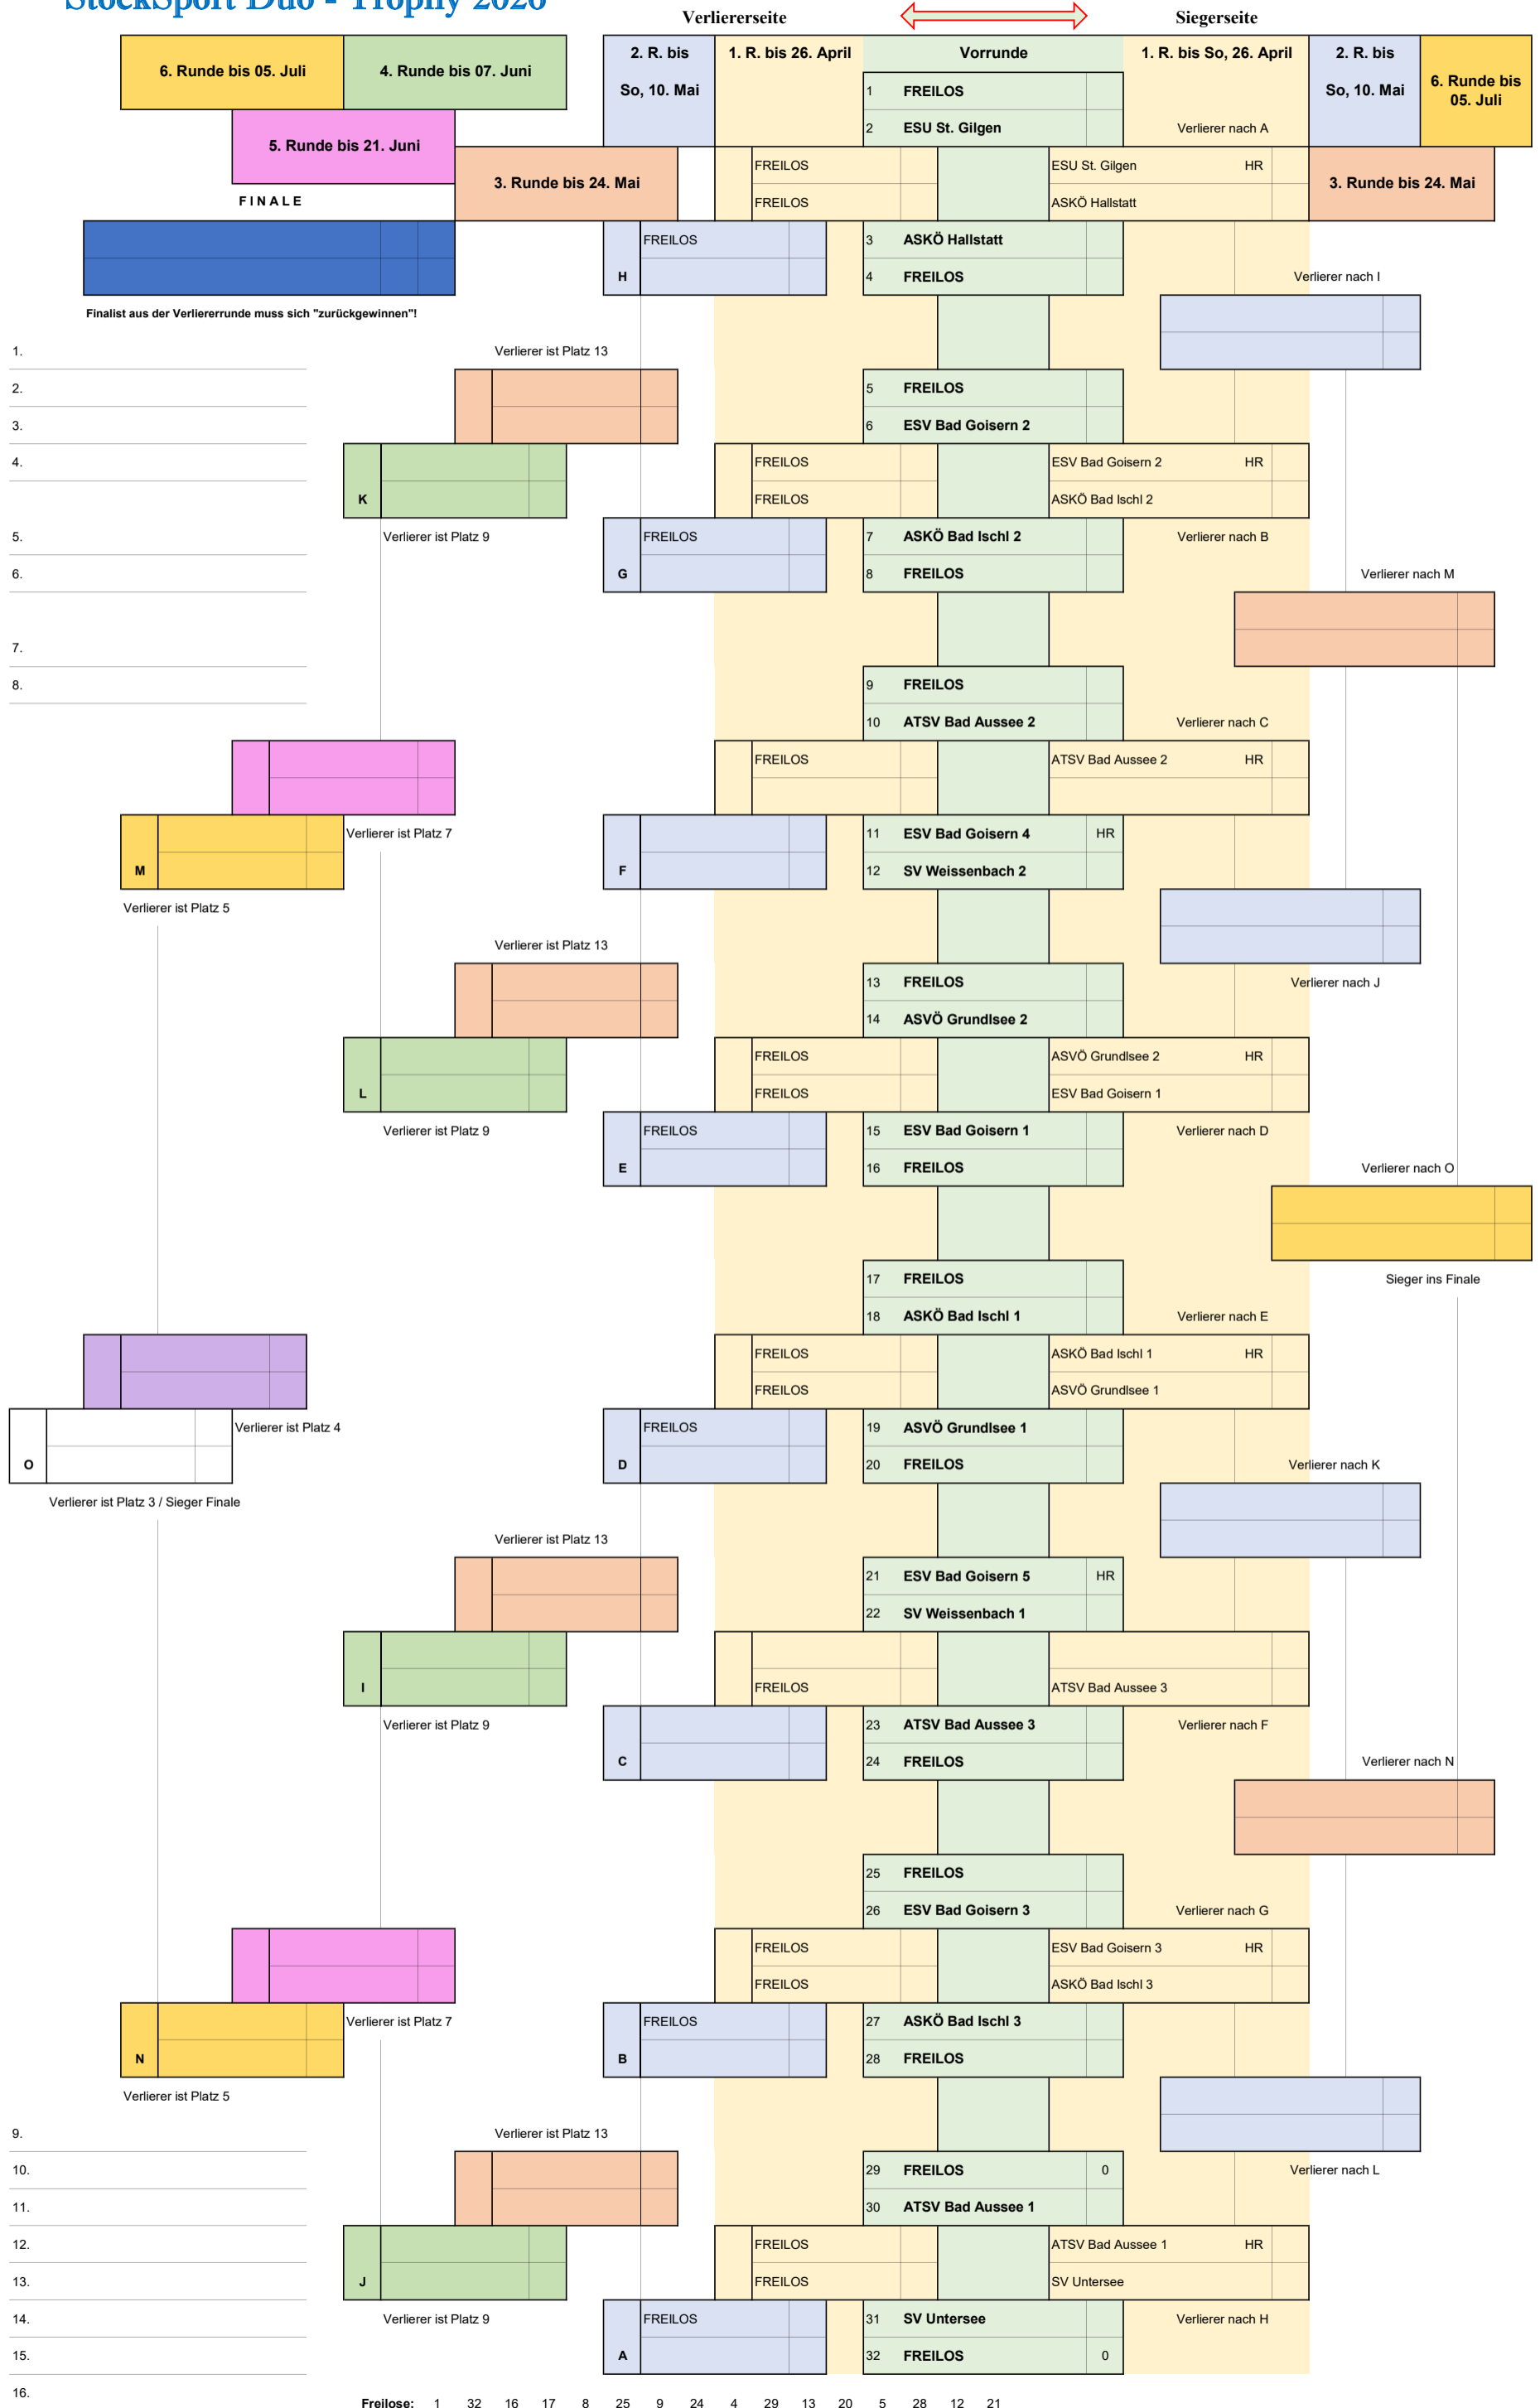 StockSport Duo - Trophy 2026
Verliererseite
Siegerseite
6. Runde bis 05. Juli
4. Runde bis 07. Juni
2. R. bis
So, 10. Mai
1. R. bis 26. April
Vorrunde
1. R. bis So, 26. April
2. R. bis
So, 10. Mai
6. Runde bis
05. Juli
1 FREILOS
2 ESU St. Gilgen
Verlierer nach A
5. Runde bis 21. Juni
3. Runde bis 24. Mai
FREILOS
FREILOS
ESU St. Gilgen HR
ASKÖ Hallstatt
3. Runde bis 24. Mai
F I N A L E
H FREILOS
3 ASKÖ Hallstatt
4 FREILOS
Verlierer nach I
Finalist aus der Verliererrunde muss sich "zurückgewinnen"!
1.
Verlierer ist Platz 13
2.
5 FREILOS
3.
6 ESV Bad Goisern 2
4.
FREILOS
ESV Bad Goisern 2 HR
K
FREILOS
ASKÖ Bad Ischl 2
5.
Verlierer ist Platz 9
FREILOS
7 ASKÖ Bad Ischl 2
Verlierer nach B
6.
G
8 FREILOS
Verlierer nach M
7.
8.
9 FREILOS
10 ATSV Bad Aussee 2
Verlierer nach C
FREILOS
ATSV Bad Aussee 2 HR
Verlierer ist Platz 7
11 ESV Bad Goisern 4 HR
M
F
12 SV Weissenbach 2
Verlierer ist Platz 5
Verlierer ist Platz 13
13 FREILOS
Verlierer nach J
14 ASVÖ Grundlsee 2
FREILOS
ASVÖ Grundlsee 2 HR
L
FREILOS
ESV Bad Goisern 1
Verlierer ist Platz 9
FREILOS
15 ESV Bad Goisern 1
Verlierer nach D
E
16 FREILOS
Verlierer nach O
17 FREILOS
Sieger ins Finale
18 ASKÖ Bad Ischl 1
Verlierer nach E
FREILOS
ASKÖ Bad Ischl 1 HR
FREILOS
ASVÖ Grundlsee 1
Verlierer ist Platz 4
FREILOS
19 ASVÖ Grundlsee 1
O
D
20 FREILOS
Verlierer nach K
Verlierer ist Platz 3 / Sieger Finale
Verlierer ist Platz 13
21 ESV Bad Goisern 5 HR
22 SV Weissenbach 1
I
FREILOS
ATSV Bad Aussee 3
Verlierer ist Platz 9
23 ATSV Bad Aussee 3
Verlierer nach F
C
24 FREILOS
Verlierer nach N
25 FREILOS
26 ESV Bad Goisern 3
Verlierer nach G
FREILOS
ESV Bad Goisern 3 HR
FREILOS
ASKÖ Bad Ischl 3
Verlierer ist Platz 7
FREILOS
27 ASKÖ Bad Ischl 3
N
B
28 FREILOS
Verlierer ist Platz 5
9.
Verlierer ist Platz 13
10.
29 FREILOS 0
Verlierer nach L
11.
30 ATSV Bad Aussee 1
12.
FREILOS
ATSV Bad Aussee 1 HR
13.
J
FREILOS
SV Untersee
14.
Verlierer ist Platz 9
FREILOS
31 SV Untersee
Verlierer nach H
15.
A
32 FREILOS 0
16.
Freilose: 1 32 16 17 8 25 9 24 4 29 13 20 5 28 12 21